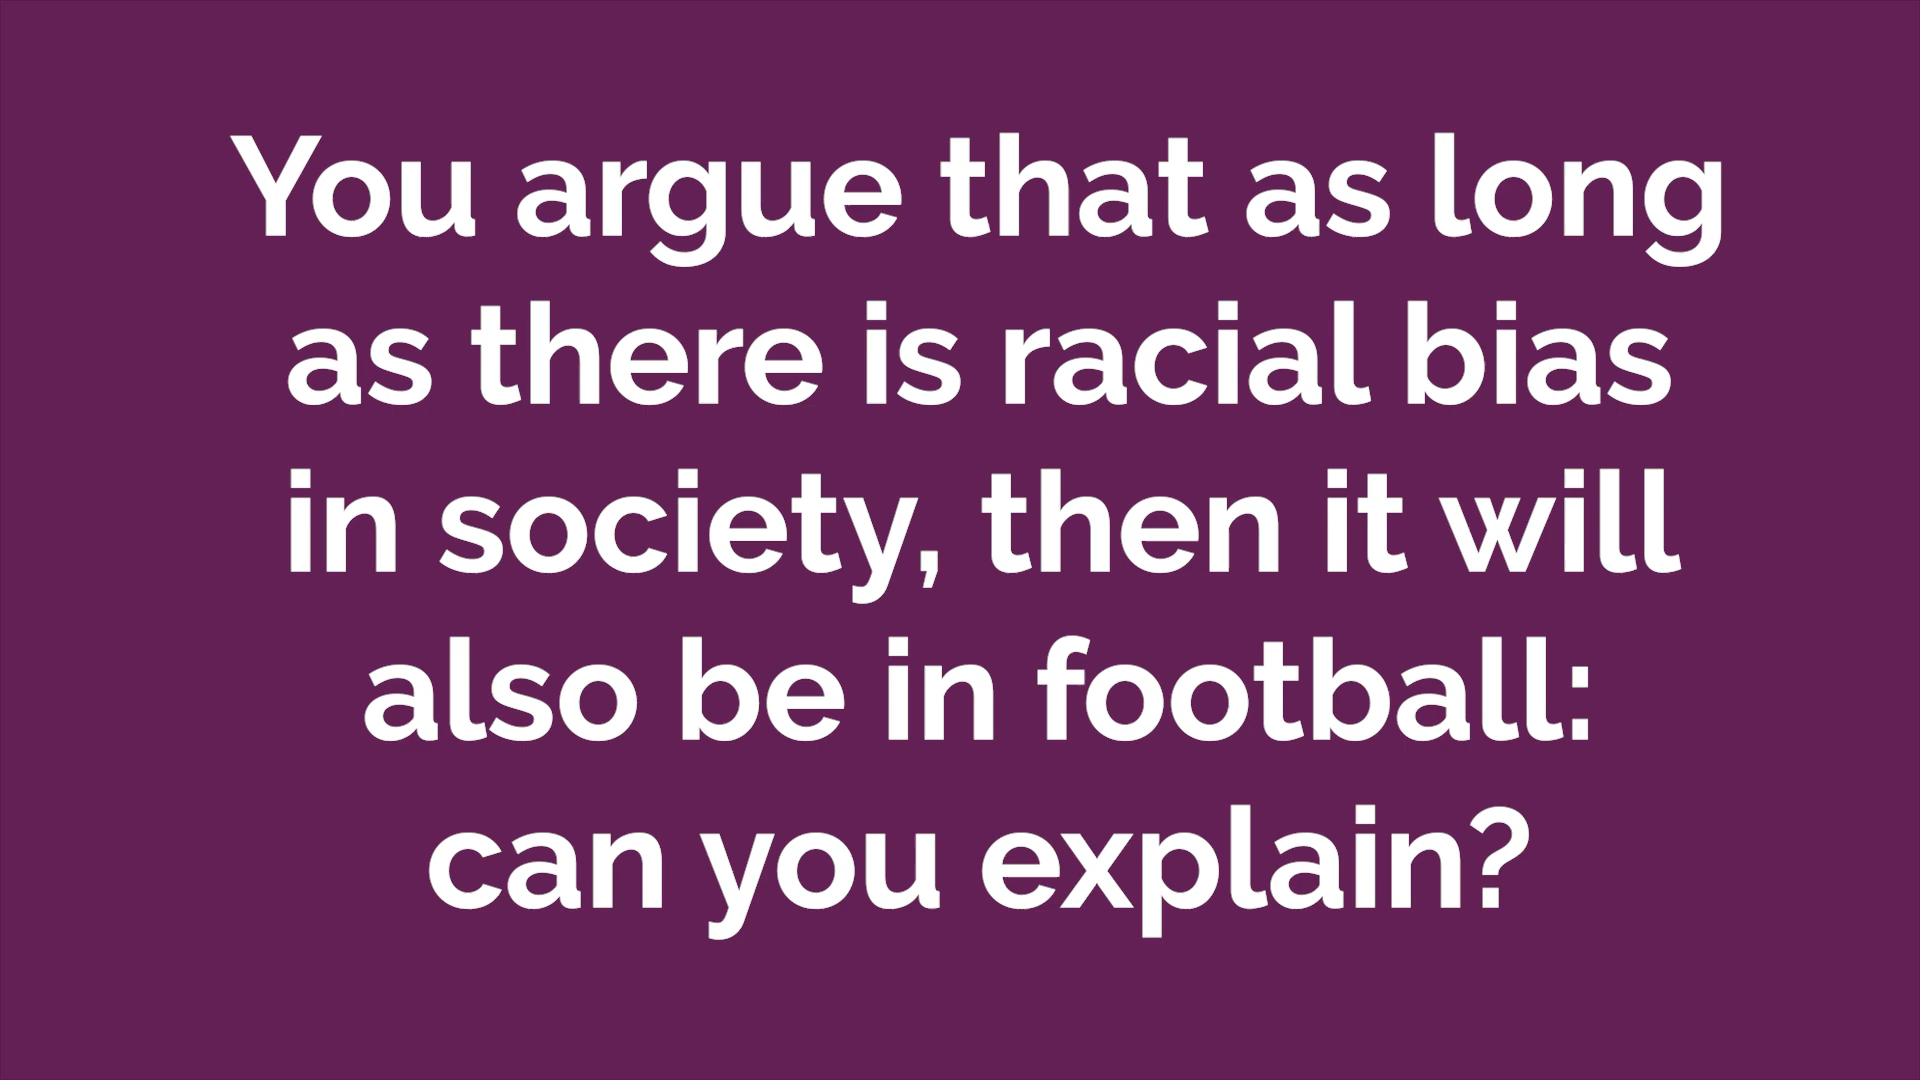 You argue that as long
as there is racial bias
in society, then it will
also be in football:
can you explain?